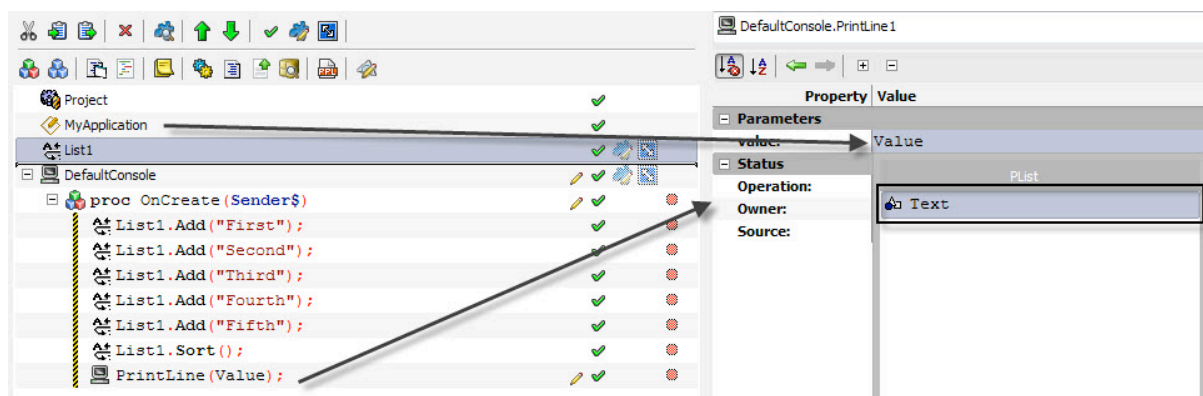 Project
MyApplication
List1
DefaultConsole
proc OnCreate(Sender$)
List1.Add("First");
List1.Add("Second");
List1.Add("Third");
List1.Add("Fourth");
List1.Add("Fifth");
List1.Sort();
PrintLine(Value);
DefaultConsole.PrintLine1
Property Value
Parameters
Value: Value
Status
PList
Operation:
Text
Owner:
Source: